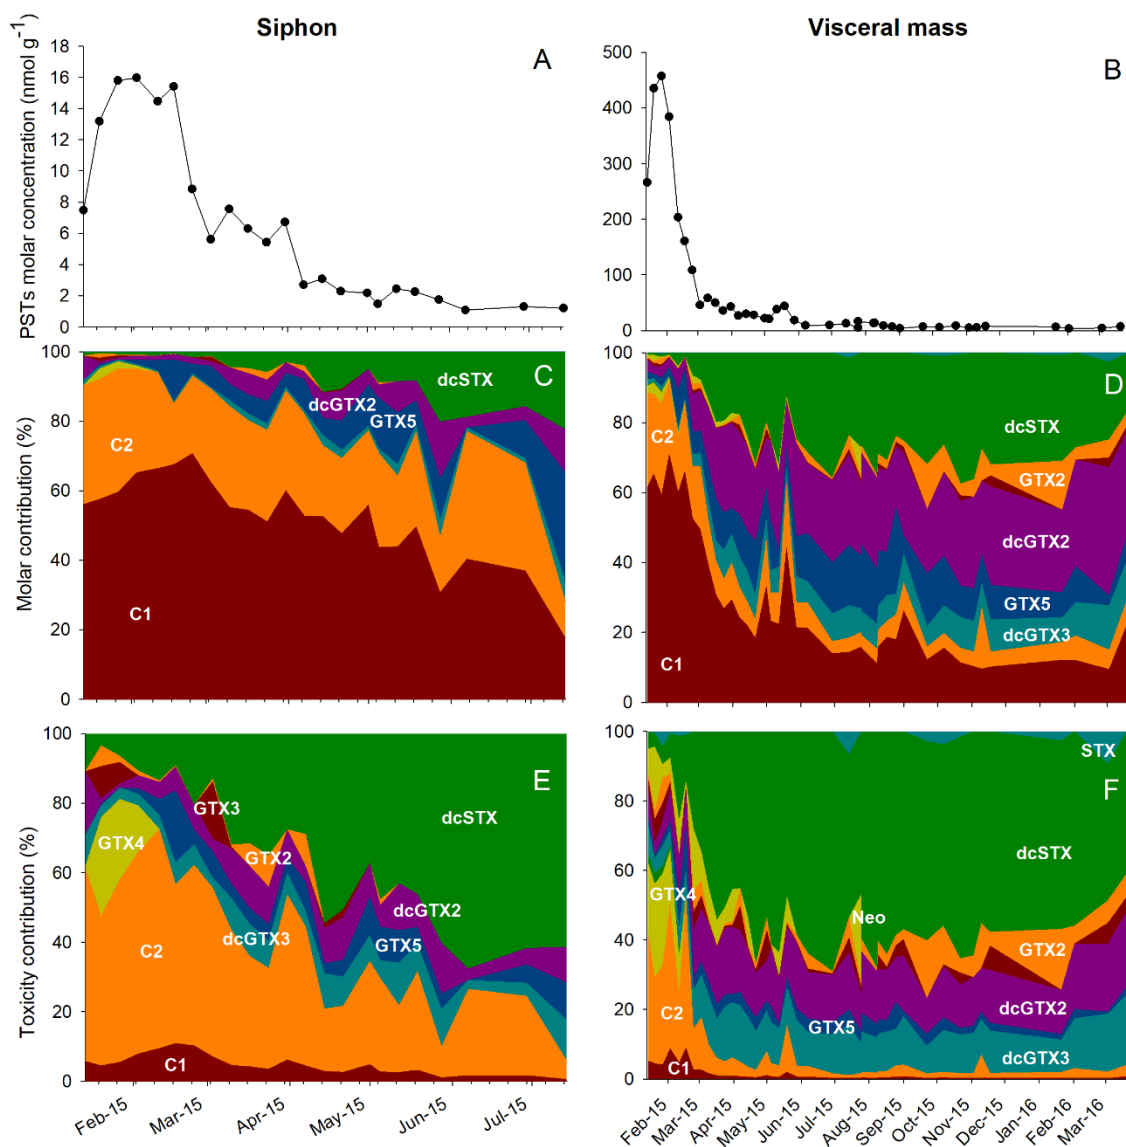 Siphon
Visceral mass
PSTs molar concentration (nmol g-1)
18
16
14
12
10
8
6
4
2
0
A
500
400
300
200
100
0
B
Molar contribution (%)
100
80
60
40
20
0
C
dcSTX
dcGTX2
GTX5
C2
C1
100
80
60
40
20
0
D
C2
dcSTX
GTX2
dcGTX2
GTX5
dcGTX3
C1
Toxicity contribution (%)
100
80
60
40
20
0
E
GTX3
dcSTX
GTX4
GTX2
dcGTX2
C2
dcGTX3
GTX5
C1
Feb-15
Mar-15
Apr-15
May-15
Jun-15
Jul-15
100
80
60
40
20
0
STX
F
dcSTX
GTX4
Neo
GTX2
C2
GTX5
dcGTX2
dcGTX3
C1
Feb-15
Mar-15
Apr-15
May-15
Jun-15
Jul-15
Aug-15
Sep-15
Oct-15
Nov-15
Dec-15
Jan-16
Feb-16
Mar-16